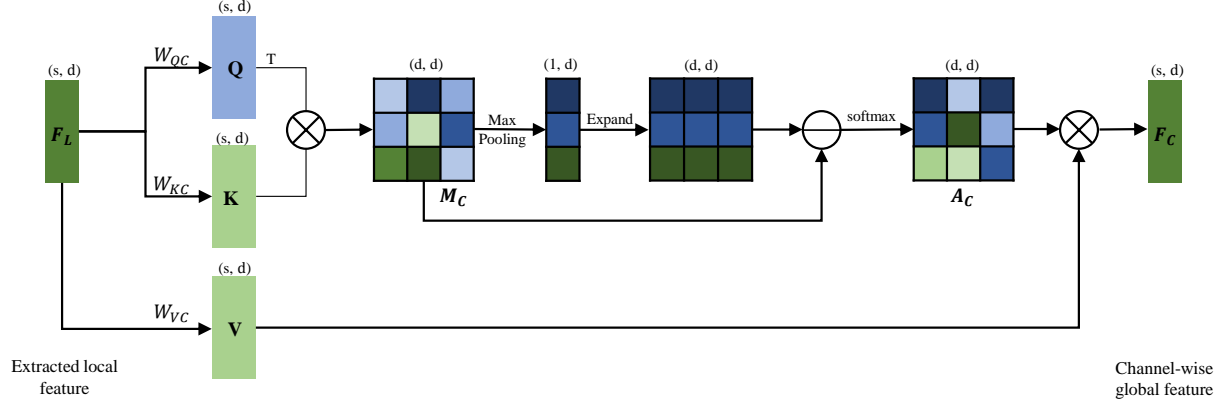 (s, d)
F_L
W_QC
W_KC
W_VC
(s, d)
Q
T
(s, d)
K
(s, d)
V
(d, d)
M_C
Max
Pooling
(1, d)
Expand
(d, d)
softmax
(d, d)
A_C
(s, d)
F_C
Extracted local
feature
Channel-wise
global feature